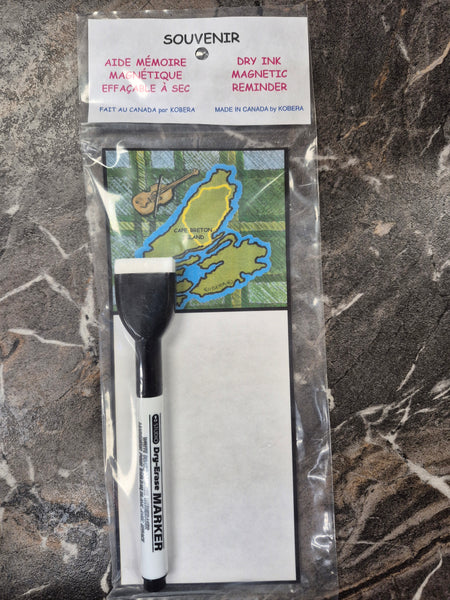 SOUVENIR
AIDE MÉMOIRE
MAGNÉTIQUE
EFFAÇABLE À SEC
FAIT AU CANADA par KOBERA
DRY INK
MAGNETIC
REMINDER
MADE IN CANADA by KOBERA
CAPE BRETON
ISLAND
Dry-Erase MARKER